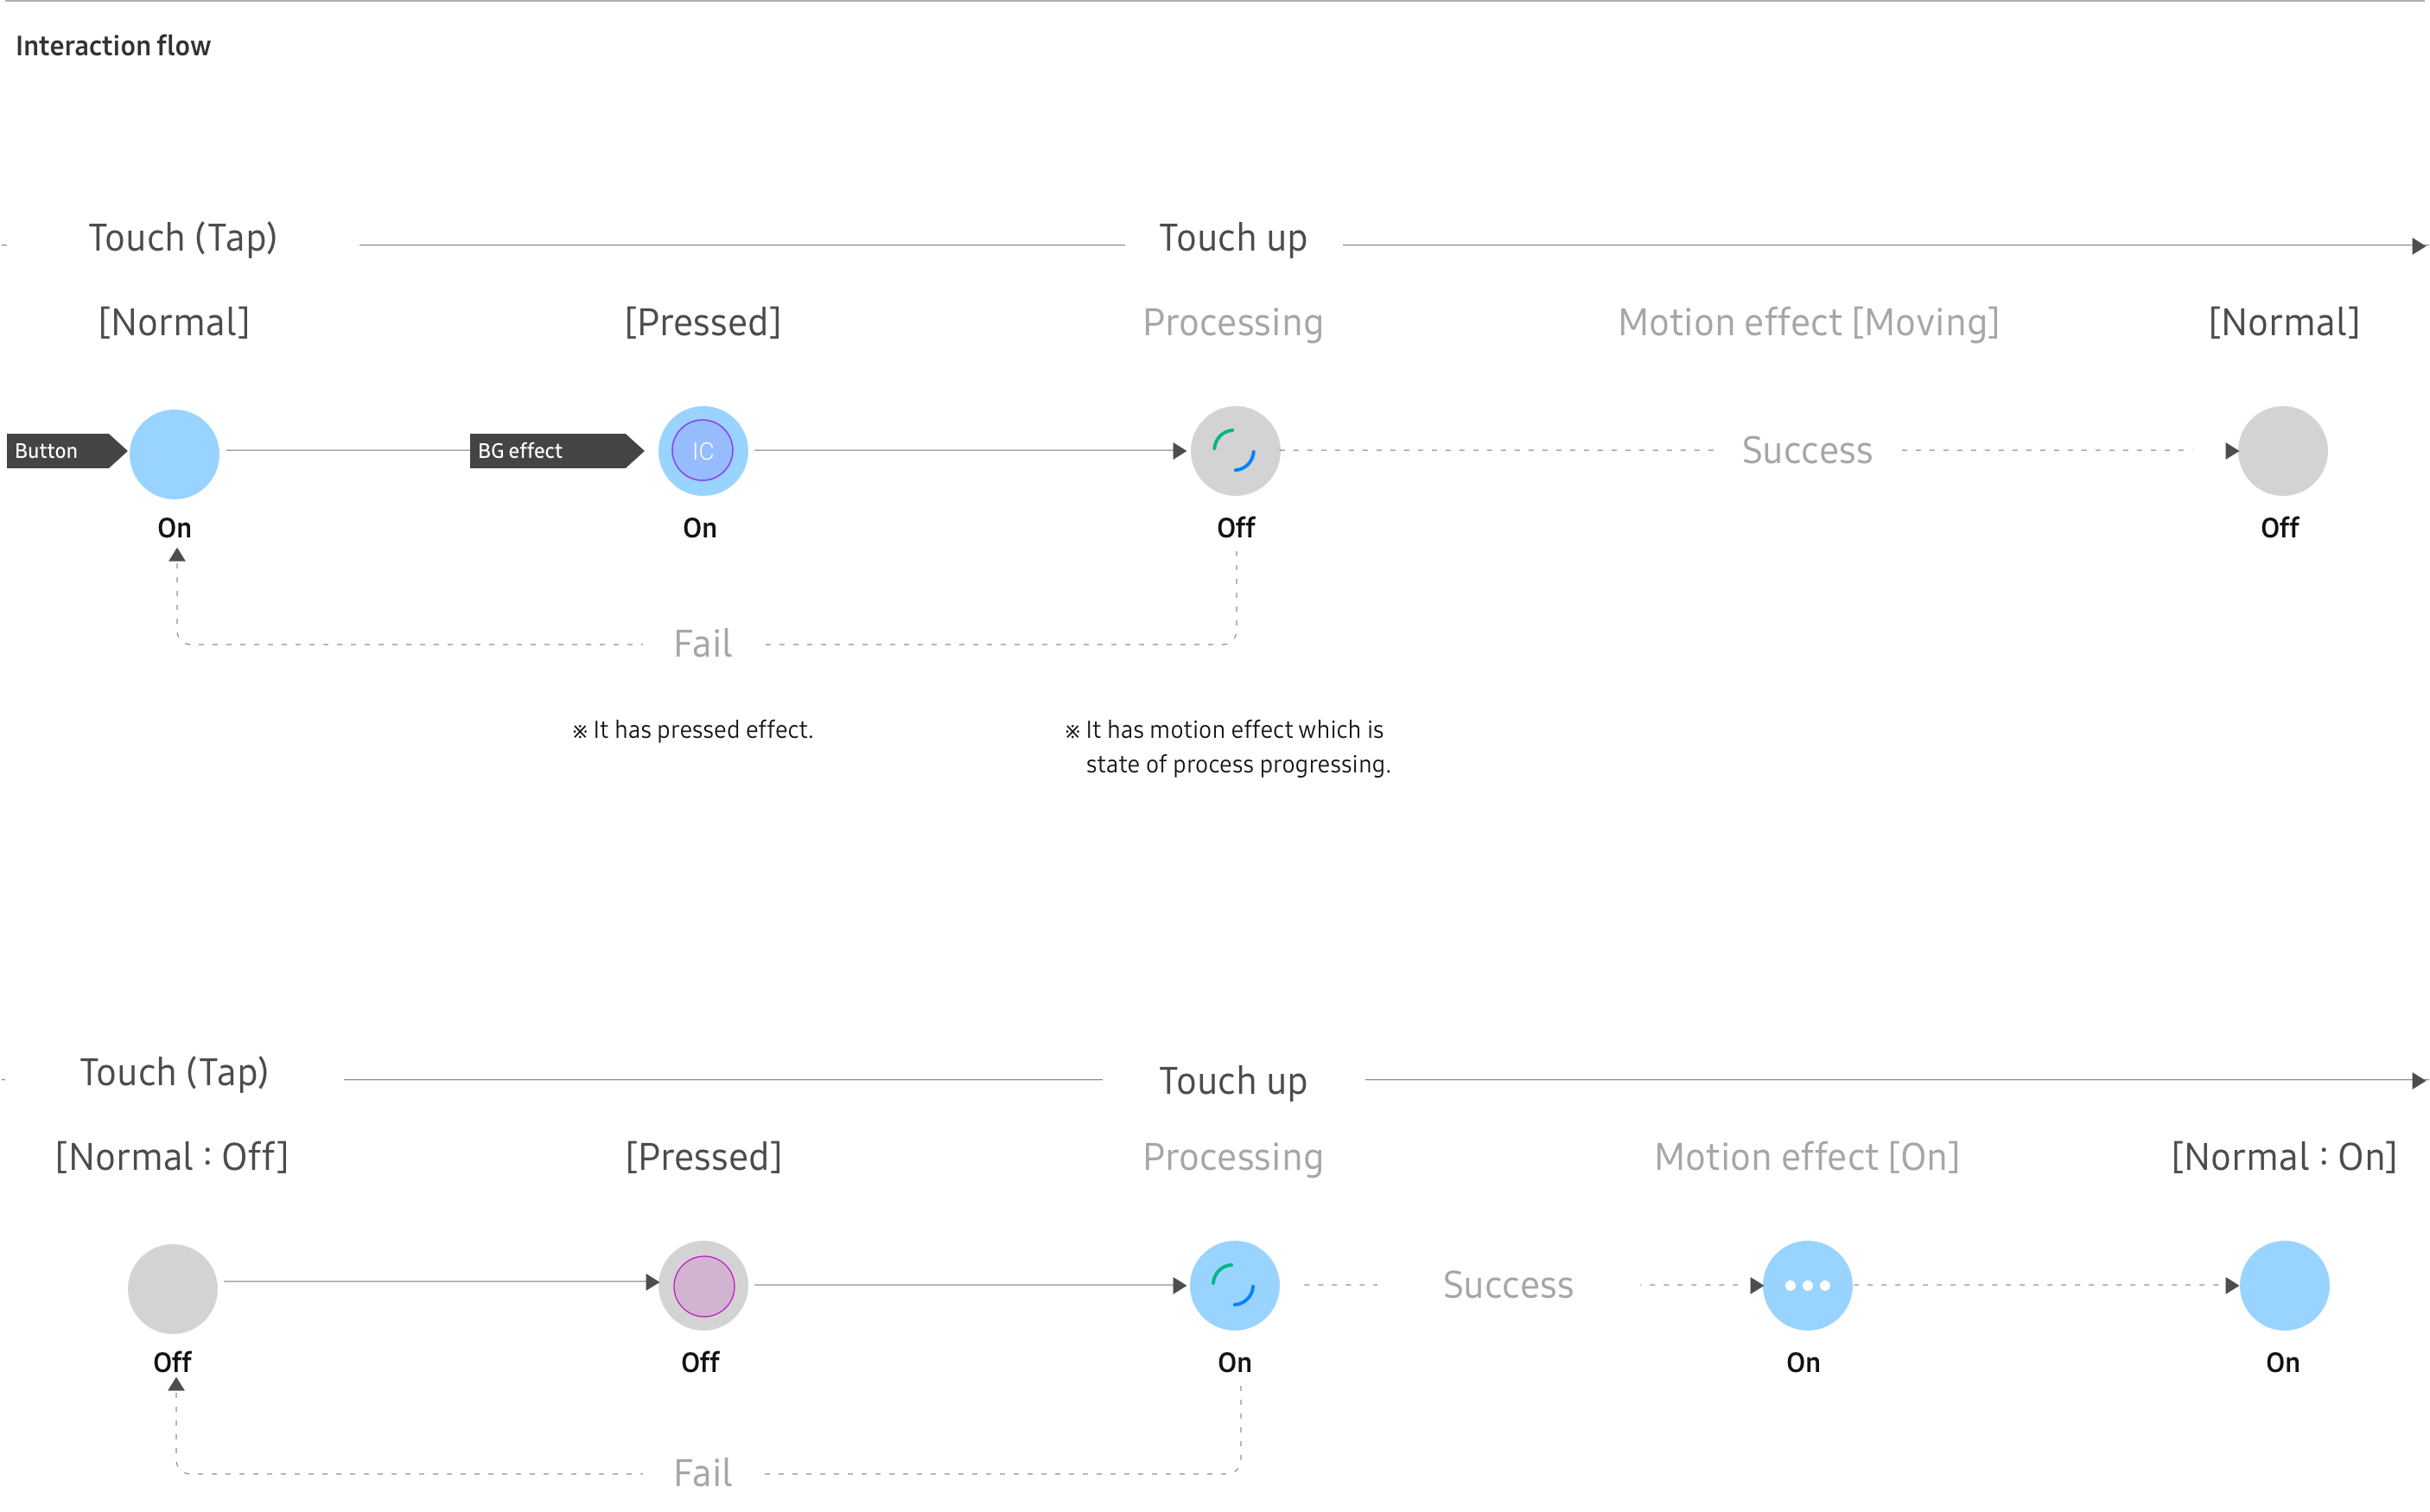 Interaction flow
Touch (Tap)
Touch up
[Normal]
[Pressed]
Processing
Motion effect [Moving]
[Normal]
Button
BG effect
IC
Success
On
On
Off
Off
Fail
※ It has pressed effect.
※ It has motion effect which is
state of process progressing.
Touch (Tap)
Touch up
[Normal : Off]
[Pressed]
Processing
Motion effect [On]
[Normal : On]
Success
Off
Off
On
On
On
Fail